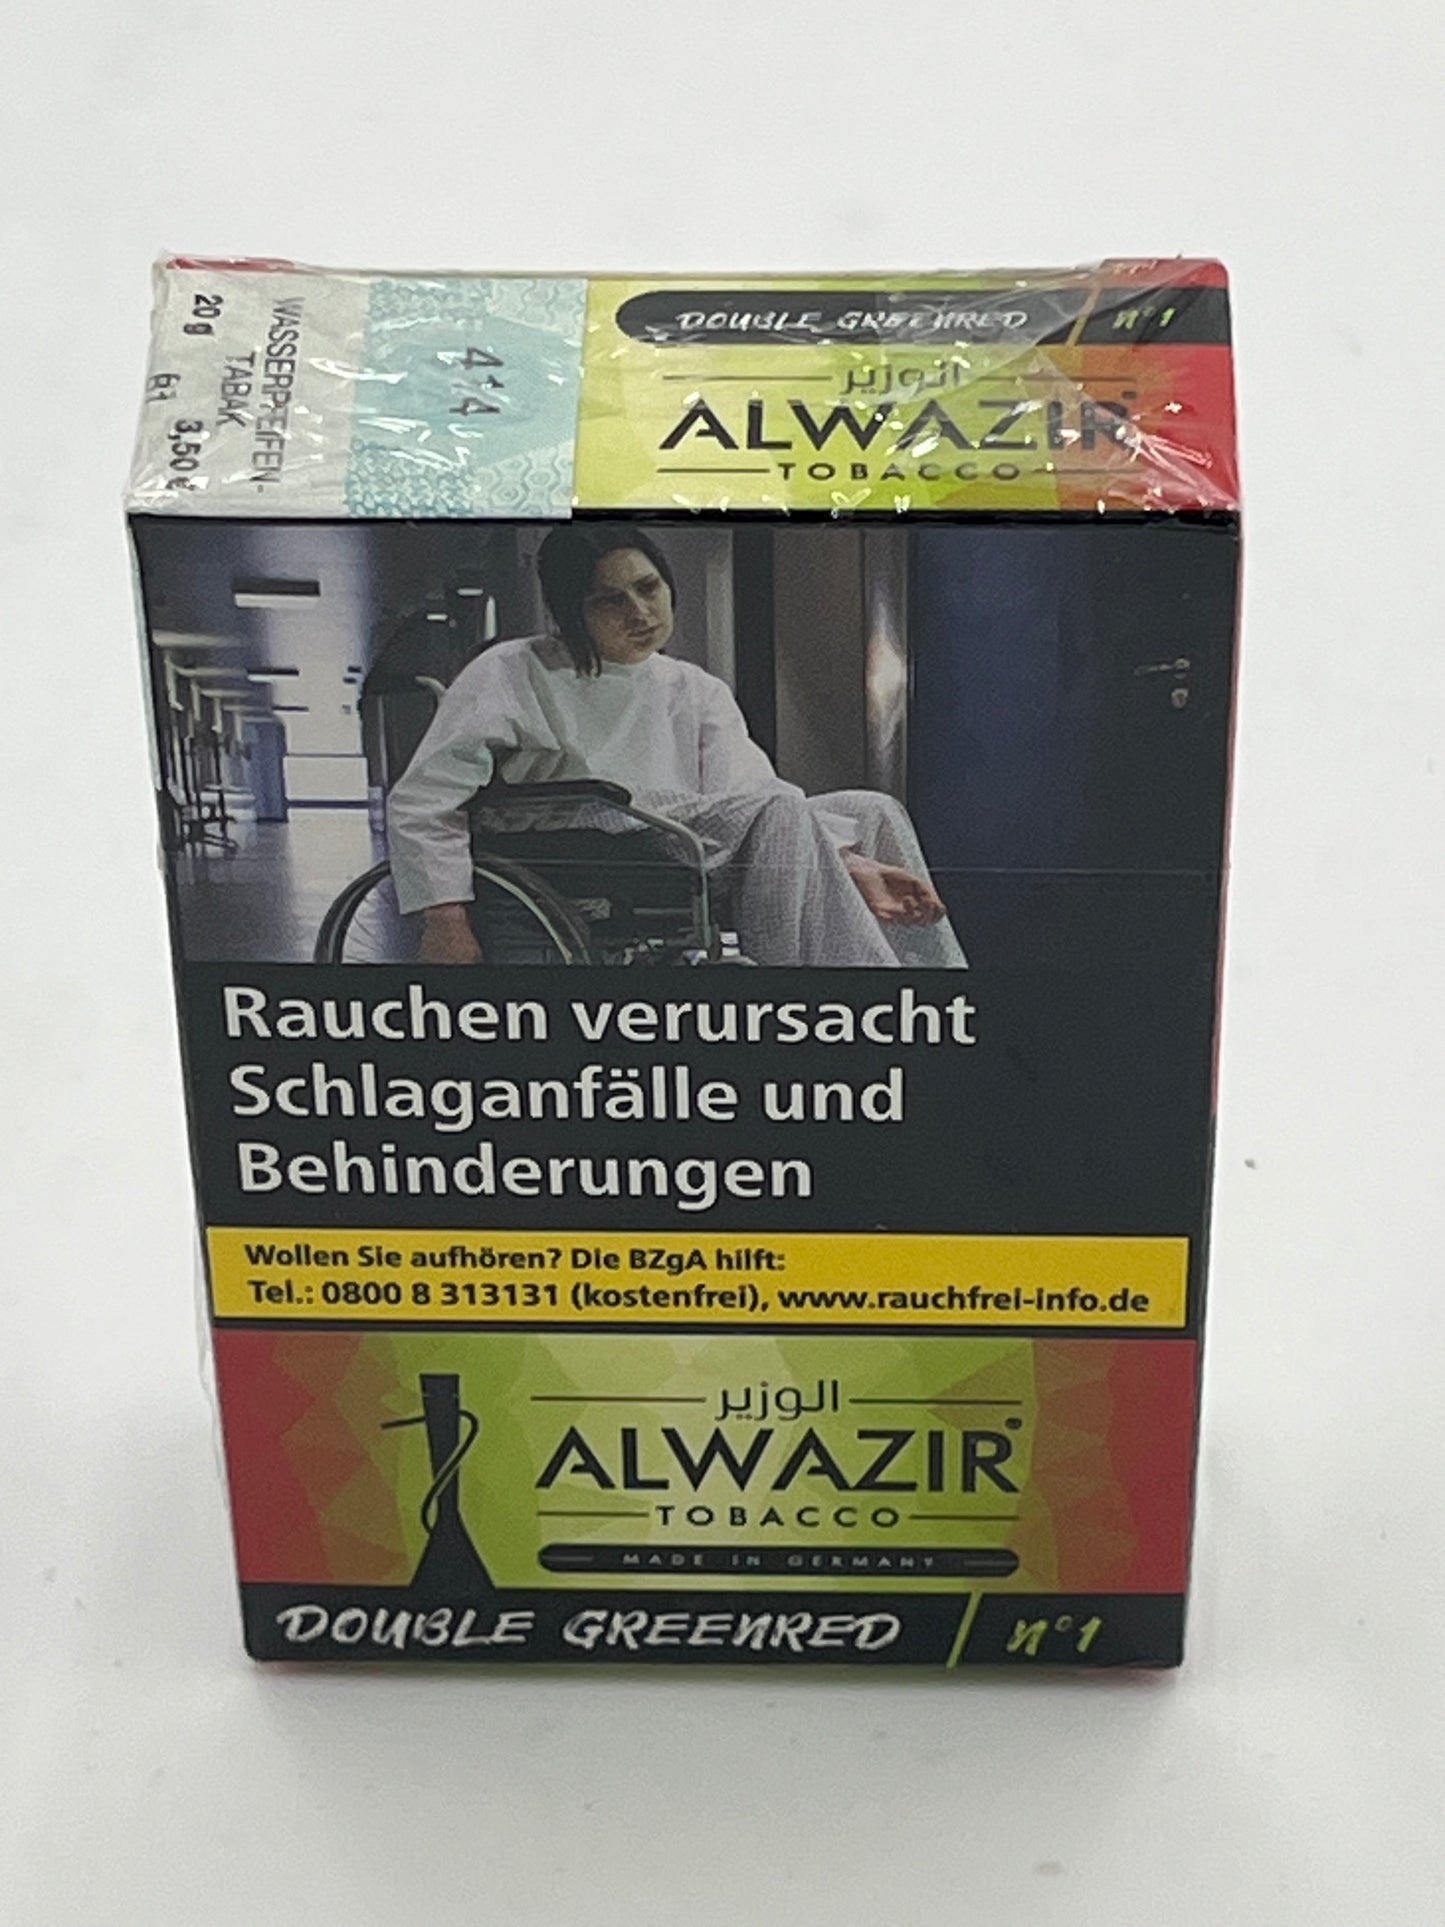 WASSERPFEIFEN-
TABAK
20 g
3,50 €
DOUBLE GREENRED
n°1
الوزير
ALWAZIR
TOBACCO
Rauchen verursacht
Schlaganfälle und
Behinderungen
Wollen Sie aufhören? Die BZgA hilft:
Tel.: 0800 8 313131 (kostenfrei), www.rauchfrei-info.de
الوزير
ALWAZIR®
TOBACCO
MADE IN GERMANY
DOUBLE GREENRED
n°1